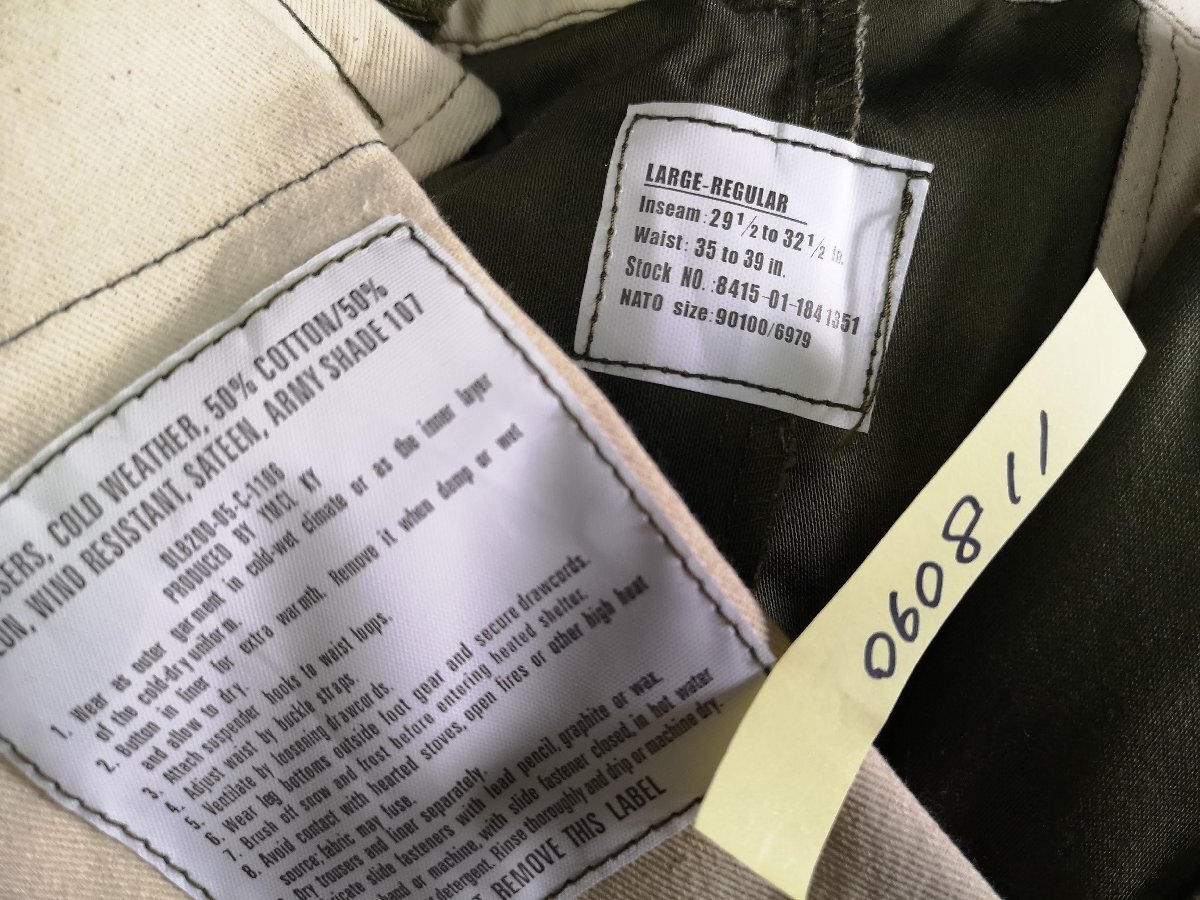 LARGE-REGULAR
Inseam: 29 1/2 to 32 1/2 in.
Waist: 35 to 39 in.
Stock NO.:8415-01-184 1351
NATO size:90100/6979
SERS, COLD WEATHER, 50% COTTON/50%
ON, WIND RESISTANT, SATEEN, ARMY SHADE 107
DLB200-05-C-1106
PRODUCED BY YMCL KY
1. Wear as outer garment in cold-wet climate or as the inner layer
of the cold-dry uniform.
2. Button in liner for extra warmth. Remove it when damp or wet
and allow to dry.
3. Attach suspender hooks to waist loops.
4. Adjust waist by buckle straps.
5. Ventilate by loosening drawcords.
6. Wear leg bottoms outside foot gear and secure drawcords.
7. Brush off snow and frost before entering heated shelter.
8. Avoid contact with hearted stoves, open fires or other high heat
source:fabric may fuse.
Dry trousers and liner separately.
icate slide fasteners with lead pencil, graphite or wax.
hand or machine, with slide fastener closed, in hot water
detergent. Rinse thoroughly and drip or machine dry.
REMOVE THIS LABEL
060811